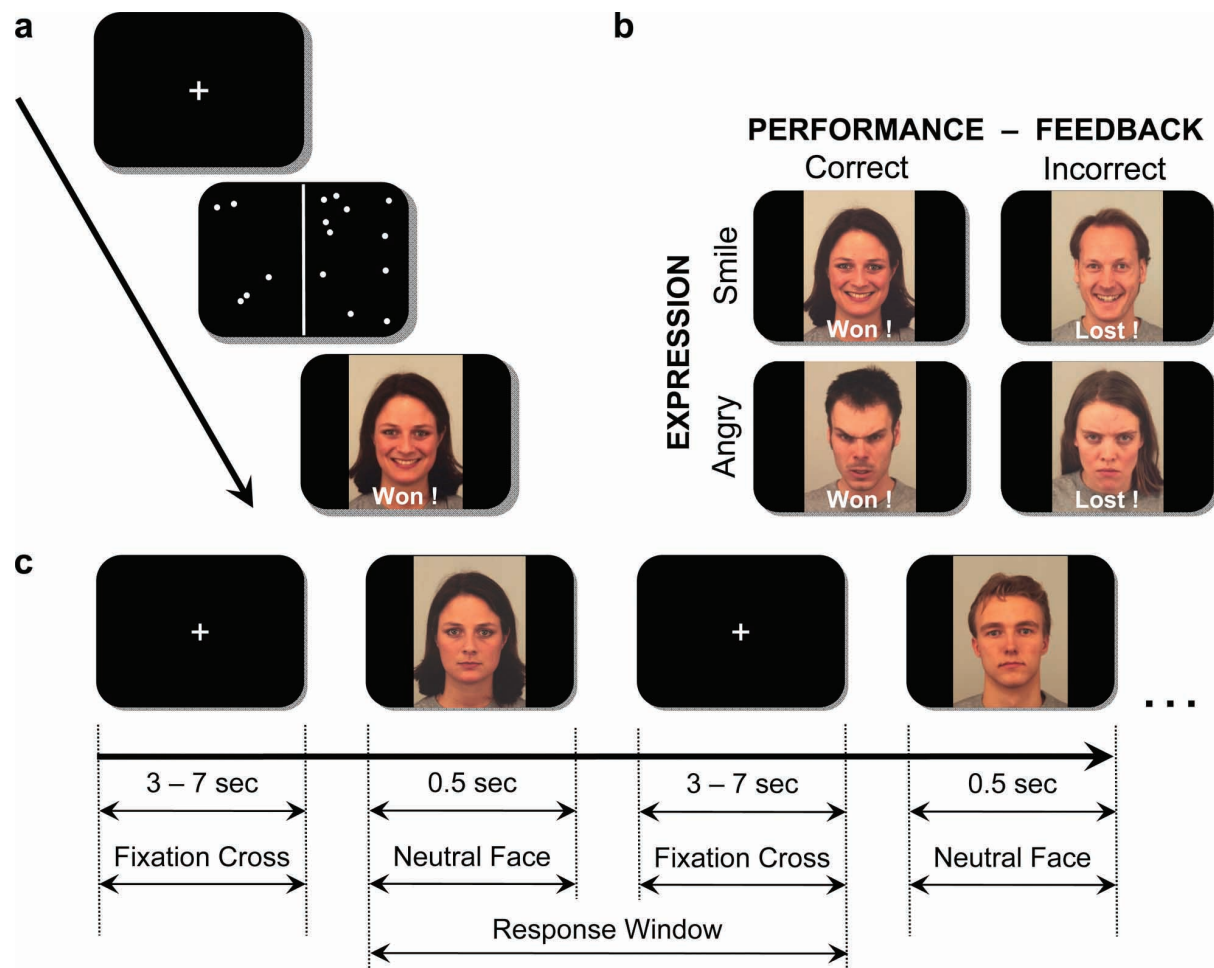 a
b
PERFORMANCE – FEEDBACK
Correct Incorrect
EXPRESSION
Smile
Angry
Won !
Won ! Lost !
Won ! Lost !
c
...
3 – 7 sec 0.5 sec 3 – 7 sec 0.5 sec
Fixation Cross Neutral Face Fixation Cross Neutral Face
Response Window